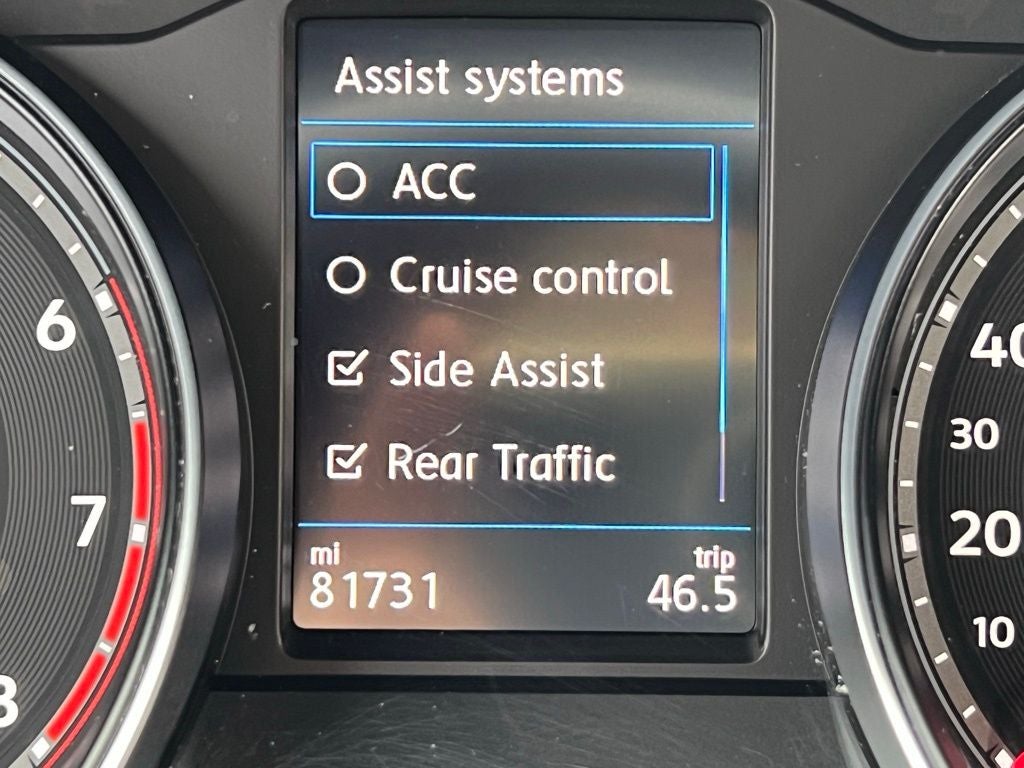 Assist systems
ACC
Cruise control
Side Assist
Rear Traffic
mi trip
81731 46.5
6
7
8
40
30
20
10